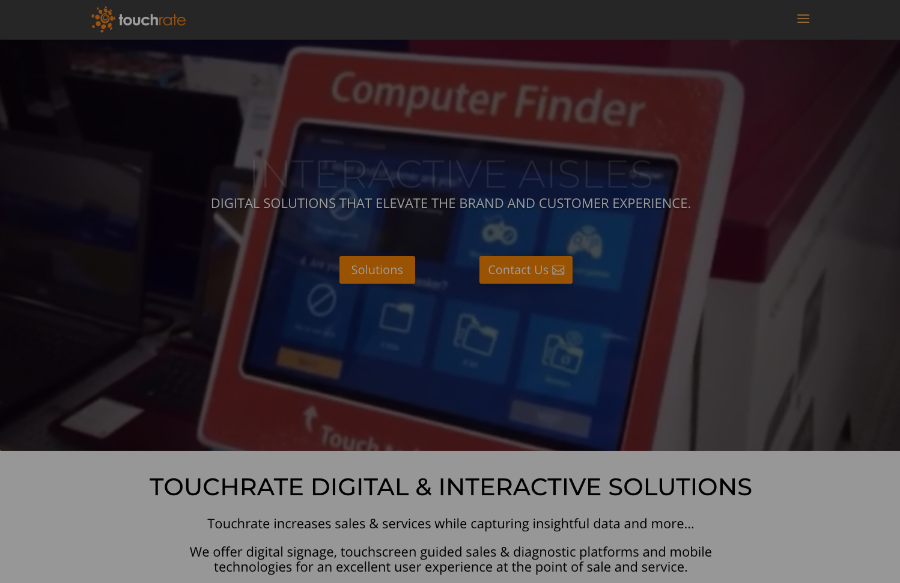 touchrate
Computer Finder
INTERACTIVE AISLES
DIGITAL SOLUTIONS THAT ELEVATE THE BRAND AND CUSTOMER EXPERIENCE.
Solutions
Contact Us
Touch to
TOUCHRATE DIGITAL & INTERACTIVE SOLUTIONS
Touchrate increases sales & services while capturing insightful data and more...
We offer digital signage, touchscreen guided sales & diagnostic platforms and mobile
technologies for an excellent user experience at the point of sale and service.